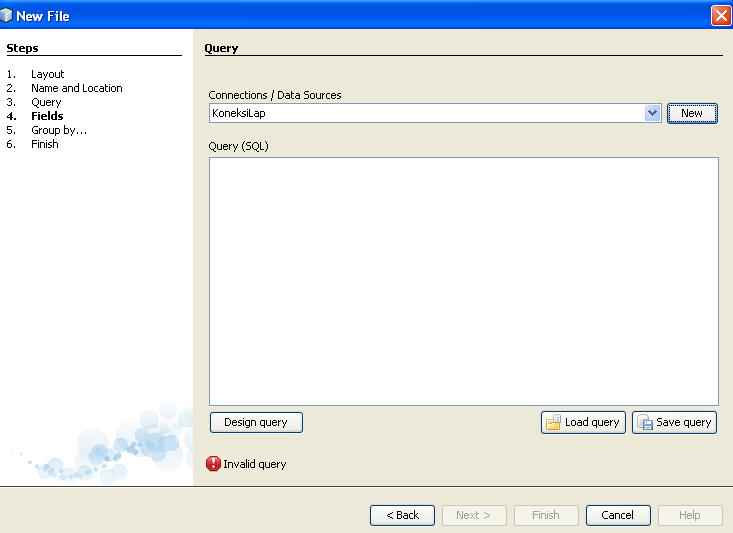 New File
Steps
1. Layout
2. Name and Location
3. Query
4. Fields
5. Group by...
6. Finish
Query
Connections / Data Sources
KoneksiLap
New
Query (SQL)
Design query
Load query
Save query
Invalid query
< Back
Next >
Finish
Cancel
Help